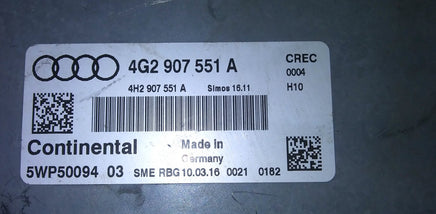 4G2 907 551 A
CREC
0004
4H2 907 551 A Simos 16.11
H10
Continental
Made in
Germany
5WP50094 03 SME RBG 10.03.16 0021 0182